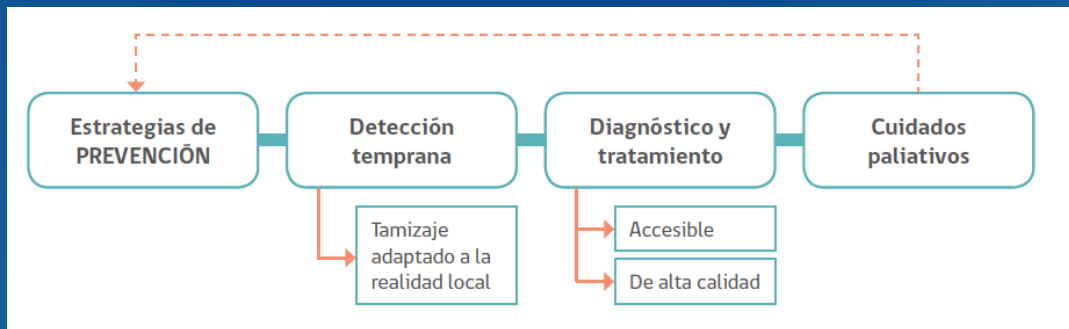 Estrategias de
PREVENCIÓN
Detección
temprana
Diagnóstico y
tratamiento
Cuidados
paliativos
Tamizaje
adaptado a la
realidad local
Accesible
De alta calidad